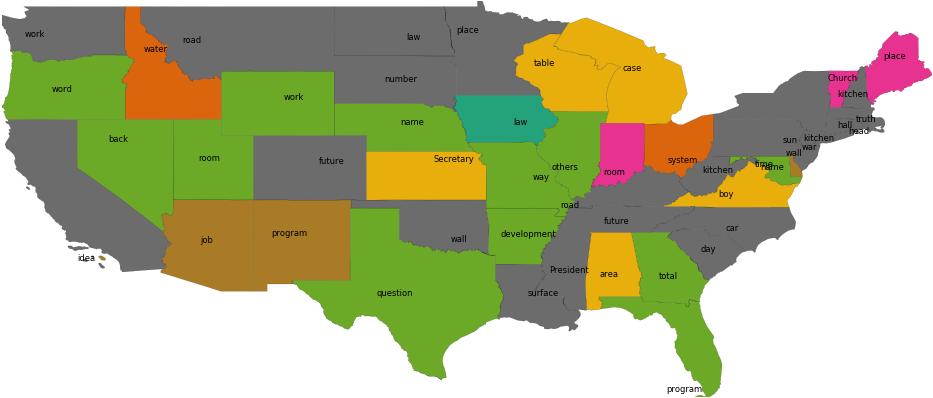 work
water
road
law
place
table
case
place
word
work
number
Church
kitchen
back
name
law
truth
hall
head
room
future
Secretary
others
room
system
sun
kitchen
war
wall
time
name
kitchen
way
boy
road
job
program
wall
development
future
car
day
idea
question
surface
President
area
total
program